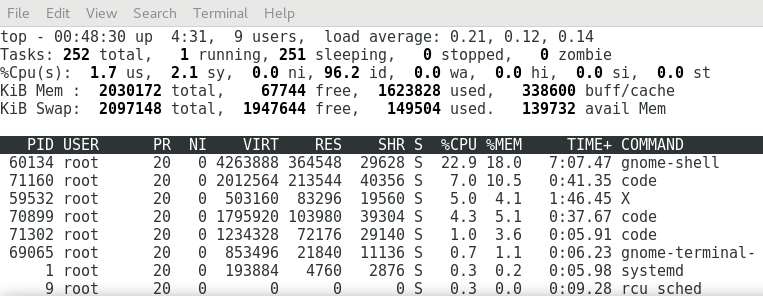 File Edit View Search Terminal Help
top - 00:48:30 up  4:31,  9 users,  load average: 0.21, 0.12, 0.14
Tasks: 252 total,   1 running, 251 sleeping,   0 stopped,   0 zombie
%Cpu(s):  1.7 us,  2.1 sy,  0.0 ni, 96.2 id,  0.0 wa,  0.0 hi,  0.0 si,  0.0 st
KiB Mem :  2030172 total,    67744 free,  1623828 used,   338600 buff/cache
KiB Swap:  2097148 total,  1947644 free,   149504 used.   139732 avail Mem
PID USER      PR  NI    VIRT    RES    SHR S  %CPU %MEM     TIME+ COMMAND
60134 root      20   0 4263888 364548  29628 S  22.9 18.0   7:07.47 gnome-shell
71160 root      20   0 2012564 213544  40356 S   7.0 10.5   0:41.35 code
59532 root      20   0  503160  83296  19560 S   5.0  4.1   1:46.45 X
70899 root      20   0 1795920 103980  39304 S   4.3  5.1   0:37.67 code
71302 root      20   0 1234328  72176  29140 S   1.0  3.6   0:05.91 code
69065 root      20   0  853496  21840  11136 S   0.7  1.1   0:06.23 gnome-terminal-
1 root      20   0  193884   4760   2876 S   0.3  0.2   0:05.98 systemd
9 root      20   0       0      0      0 S   0.3  0.0   0:09.28 rcu_sched